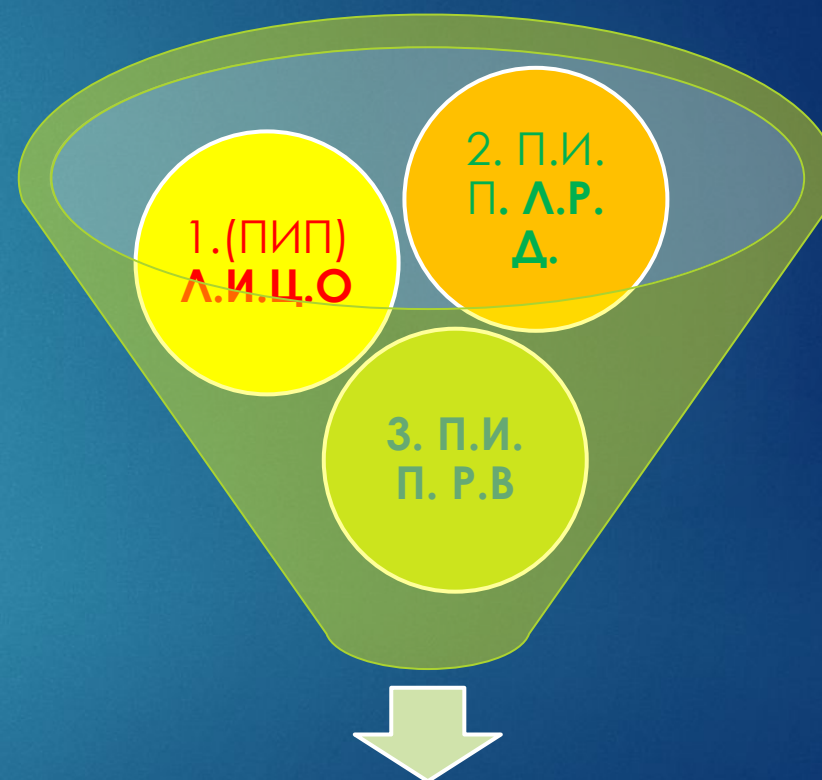 1.(ПИП)
Л.И.Ц.О
2. П.И.
П. Л.Р.
Д.
3. П.И.
П. Р.В